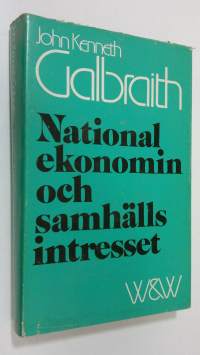 John Kenneth
Galbraith
National
ekonomin
och
samhälls
intresset
W&W